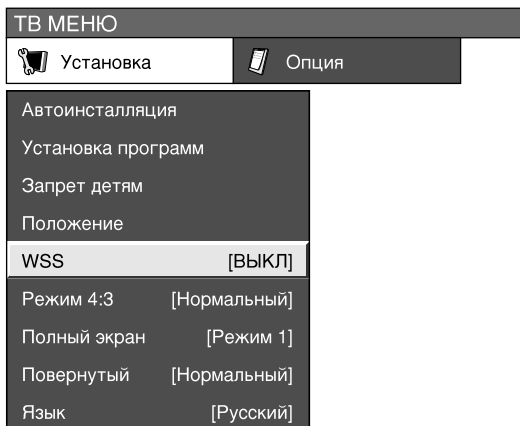 ТВ МЕНЮ
Установка Опция
Автоинсталляция
Установка программ
Запрет детям
Положение
WSS [ВЫКЛ]
Режим 4:3 [Нормальный]
Полный экран [Режим 1]
Повернутый [Нормальный]
Язык [Русский]